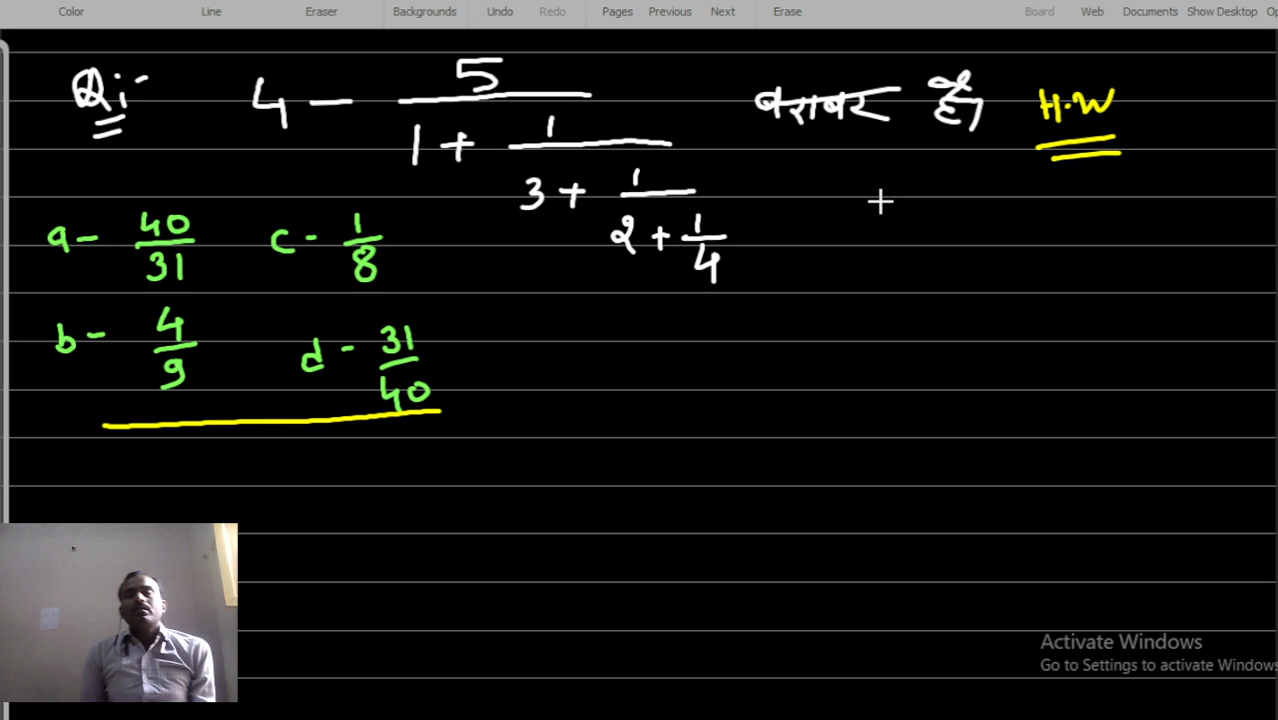 Color Line Eraser Backgrounds Undo Redo Pages Previous Next Erase Board Web Documents Show Desktop Op
Q:- 4 - 5/(1 + 1/(3 + 1/(2 + 1/4))) बराबर है। H.W
a- 40/31 c- 1/8
b- 4/9 d- 31/40
Activate Windows
Go to Settings to activate Windows